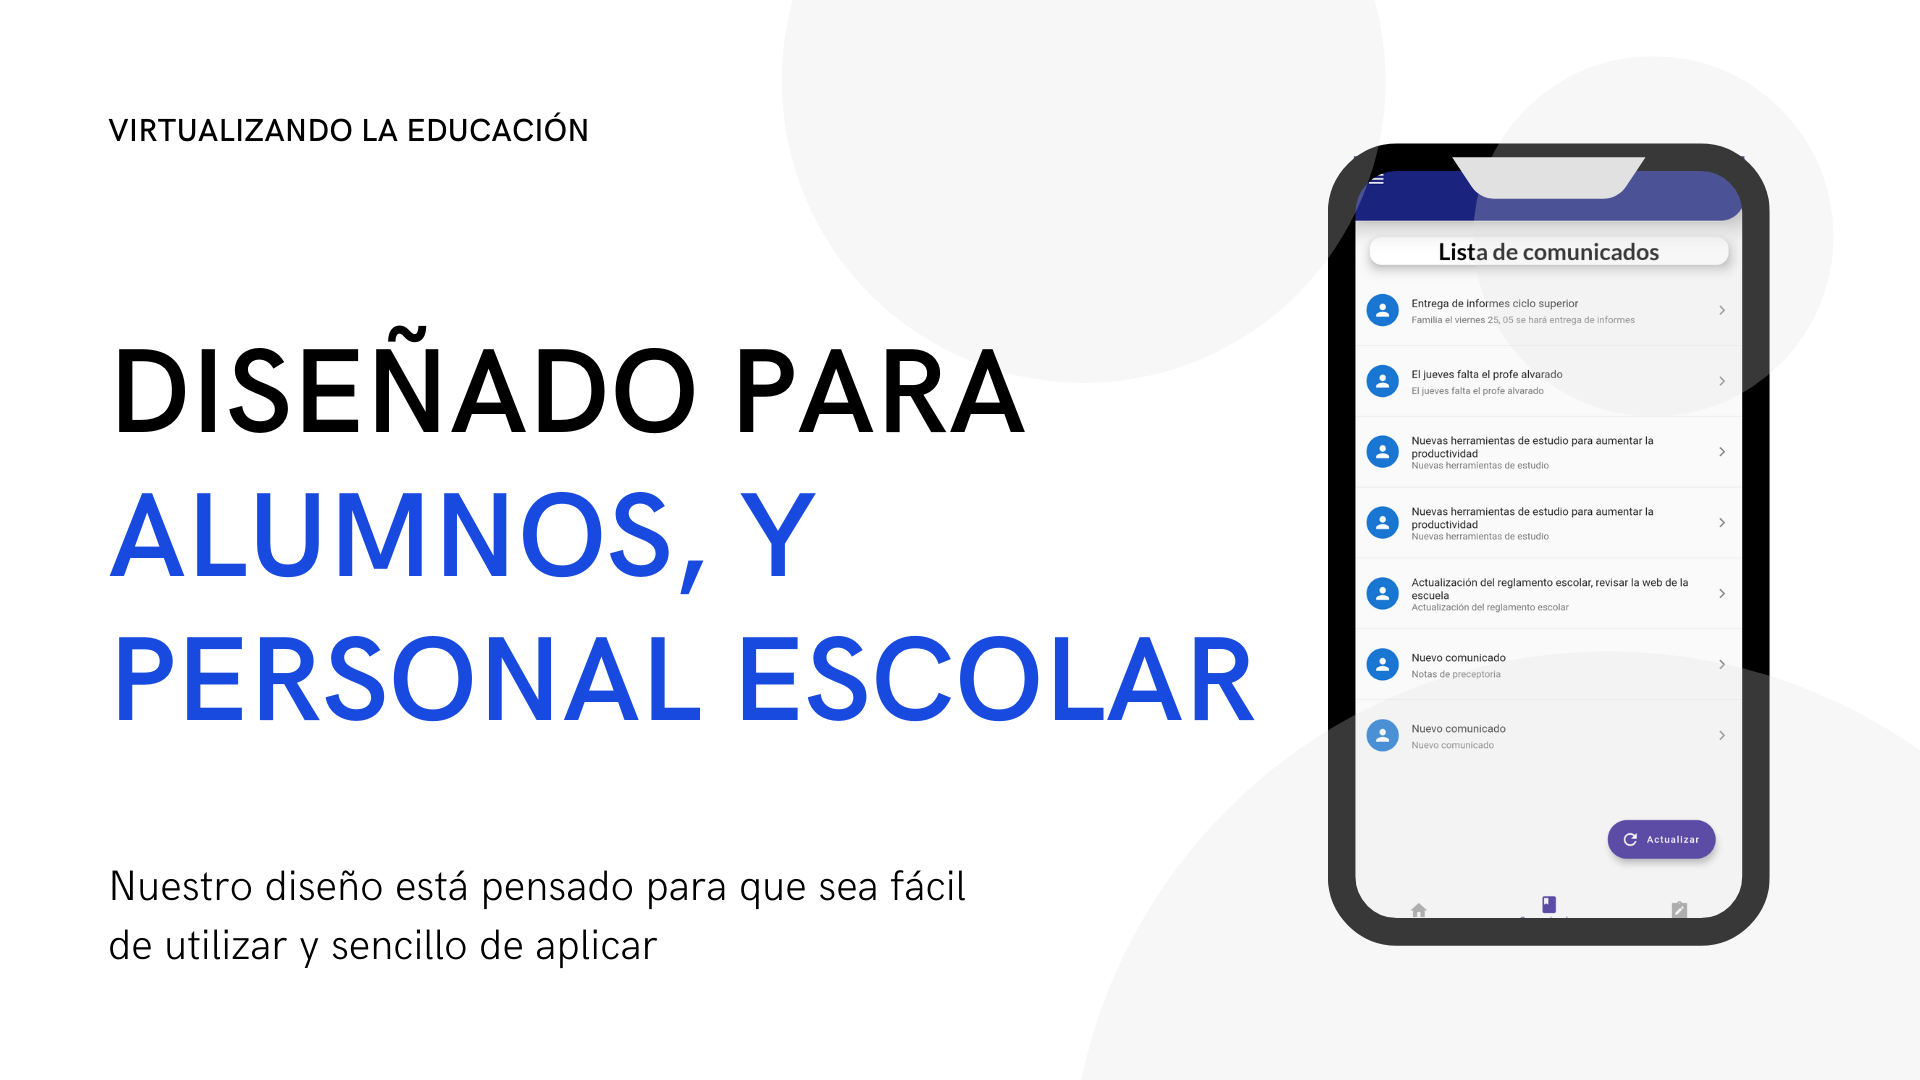 VIRTUALIZANDO LA EDUCACIÓN
DISEÑADO PARA
ALUMNOS, Y
PERSONAL ESCOLAR
Nuestro diseño está pensado para que sea fácil
de utilizar y sencillo de aplicar
Lista de comunicados
Entrega de informes ciclo superior
Familia el viernes 25, 05 se hará entrega de informes
El jueves falta el profe alvarado
El jueves falta el profe alvarado
Nuevas herramientas de estudio para aumentar la
productividad
Nuevas herramientas de estudio
Nuevas herramientas de estudio para aumentar la
productividad
Nuevas herramientas de estudio
Actualización del reglamento escolar, revisar la web de la
escuela
Actualización del reglamento escolar
Nuevo comunicado
Notas de preceptoria
Nuevo comunicado
Nuevo comunicado
Actualizar